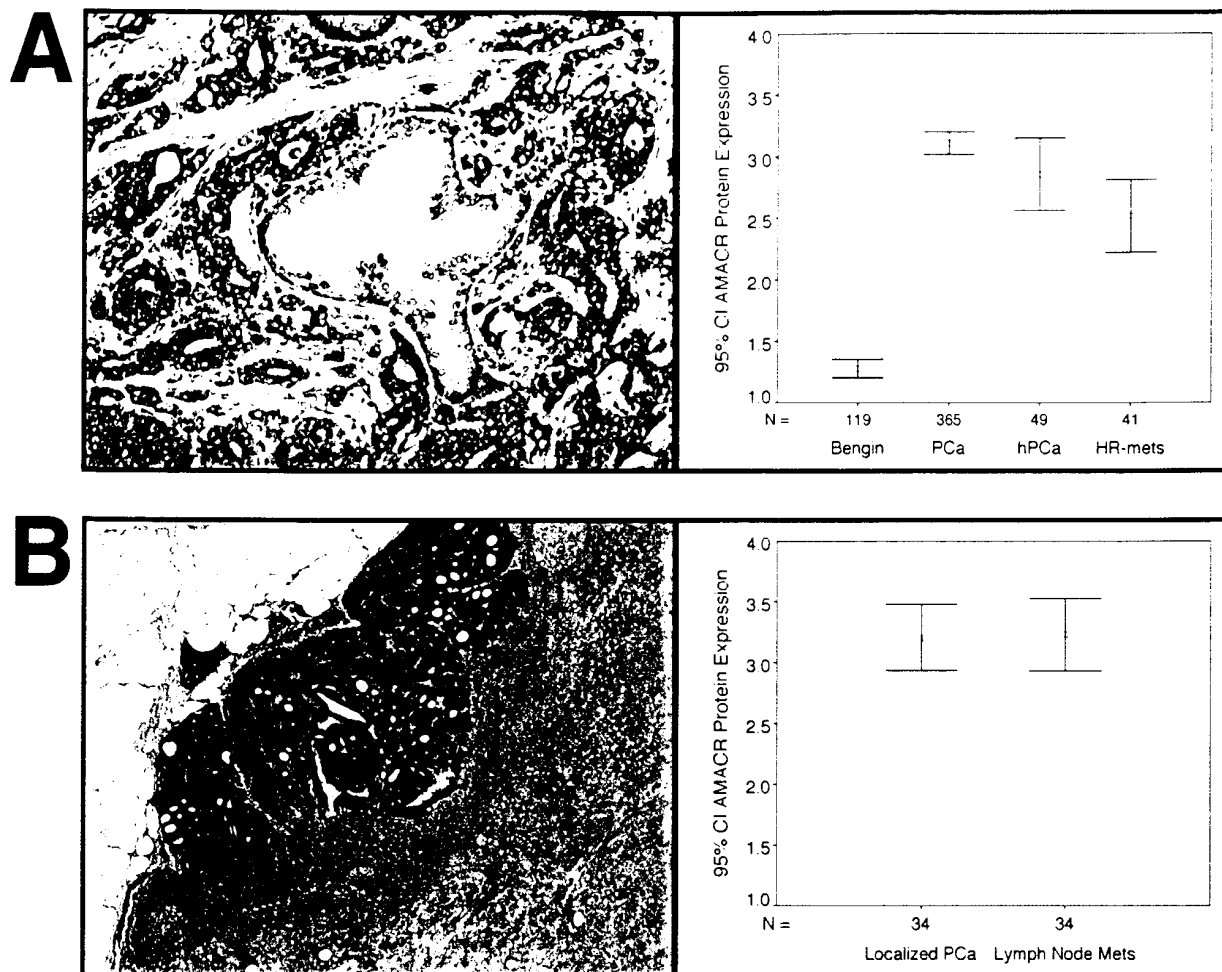 A
95% CI AMACR Protein Expression
4.0
3.5
3.0
2.5
2.0
1.5
1.0
N = 119 365 49 41
Bengin PCa hPCa HR-mets
B
95% CI AMACR Protein Expression
4.0
3.5
3.0
2.5
2.0
1.5
1.0
N = 34 34
Localized PCa Lymph Node Mets